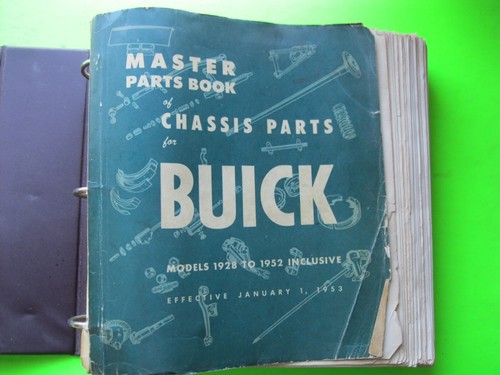 MASTER
PARTS BOOK
of
CHASSIS PARTS
for
BUICK
MODELS 1928 TO 1952 INCLUSIVE
EFFECTIVE JANUARY 1, 1953